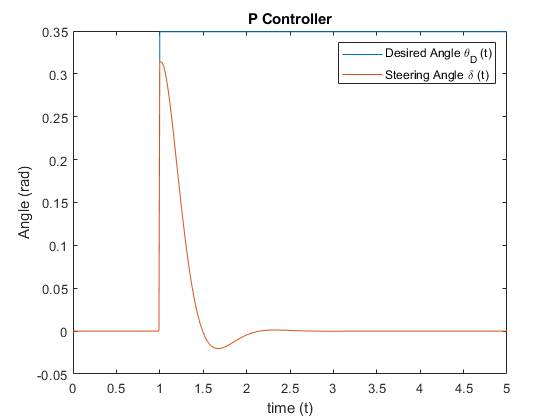 P Controller
Desired Angle θ_D (t)
Steering Angle δ (t)
Angle (rad)
0.35
0.3
0.25
0.2
0.15
0.1
0.05
0
-0.05
0 0.5 1 1.5 2 2.5 3 3.5 4 4.5 5
time (t)